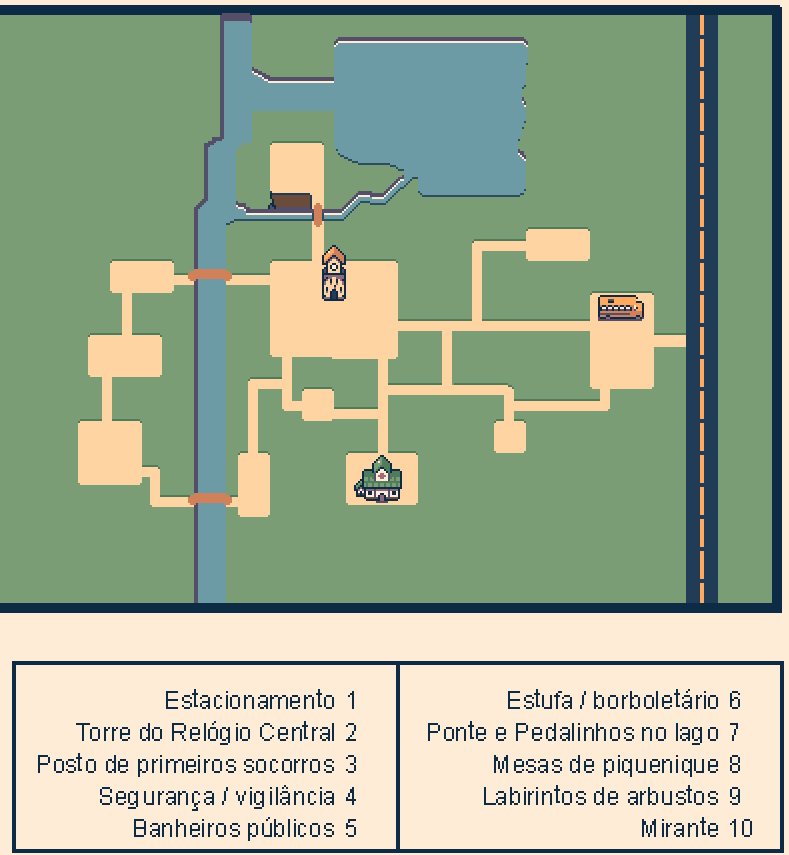 Estacionamento 1
Torre do Relógio Central 2
Posto de primeiros socorros 3
Segurança / vigilância 4
Banheiros públicos 5
Estufa / borboletário 6
Ponte e Pedalinhos no lago 7
Mesas de piquenique 8
Labirintos de arbustos 9
Mirante 10